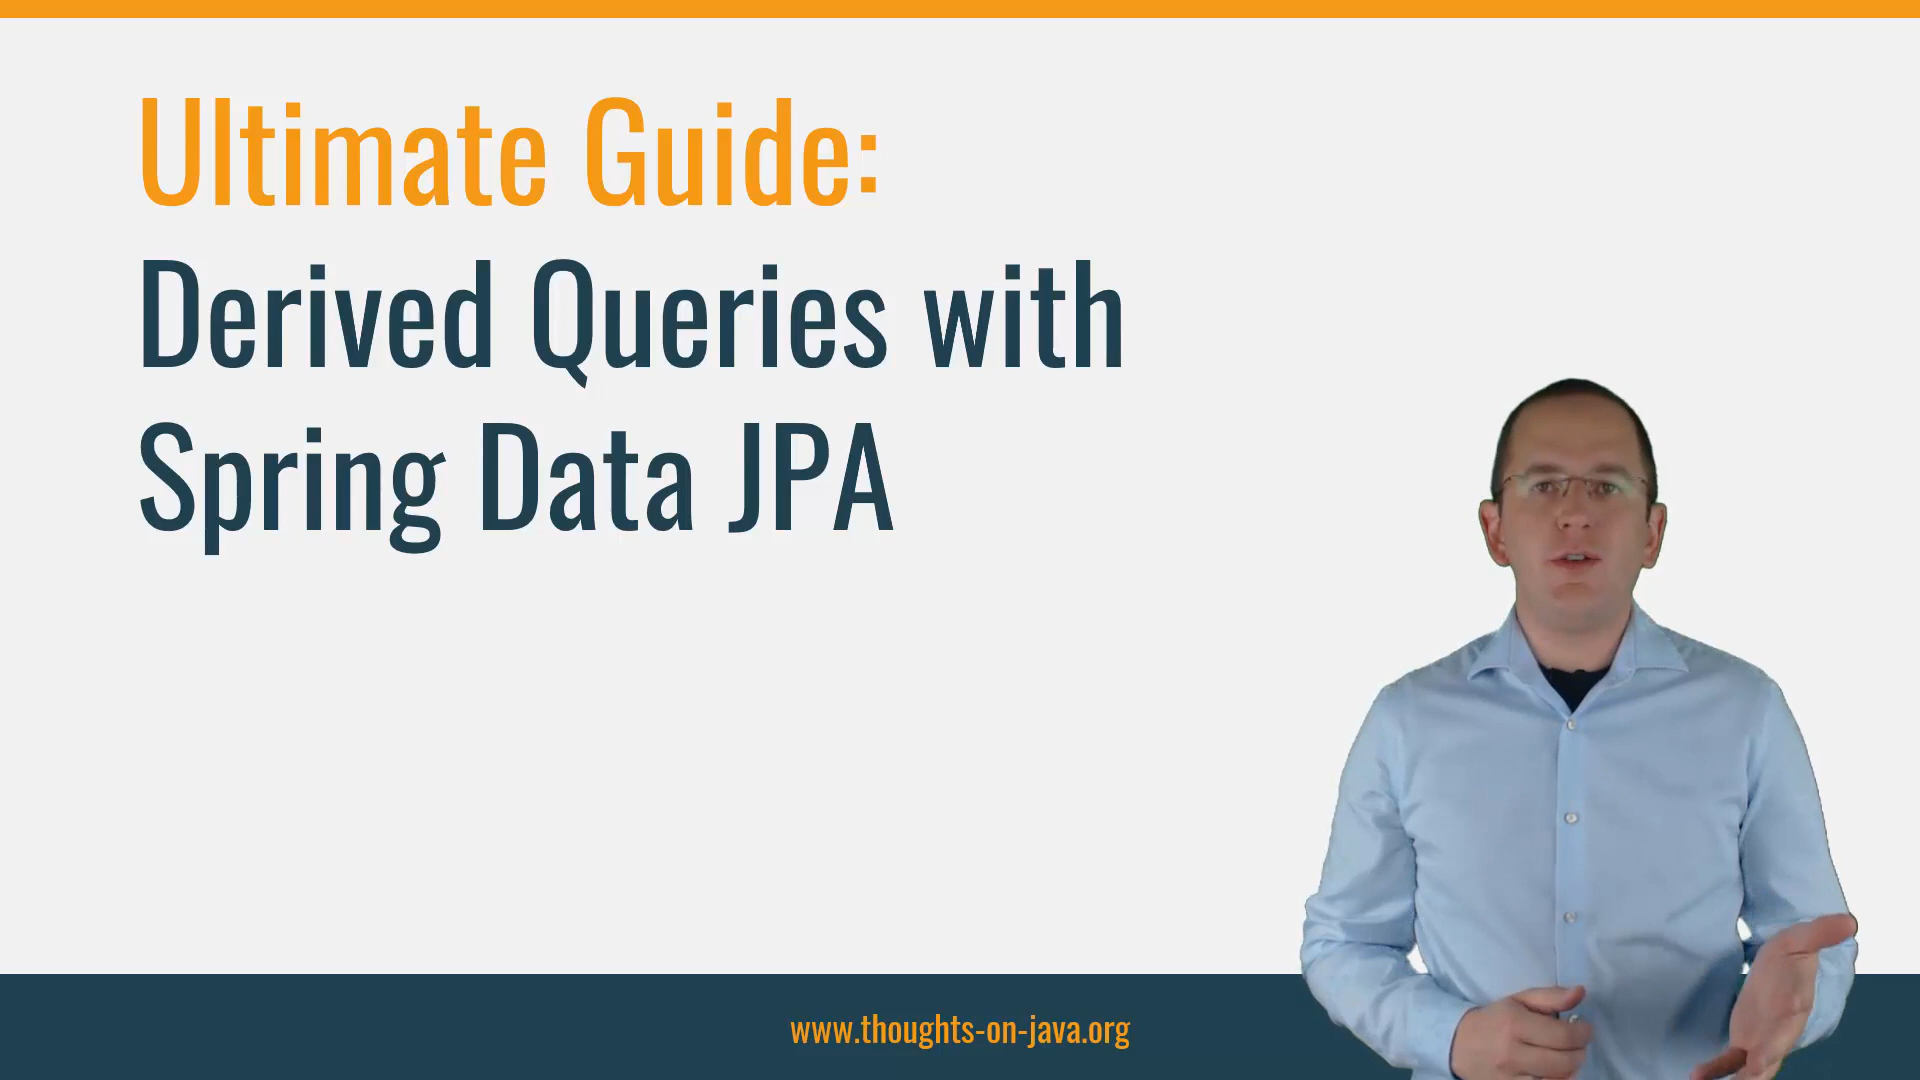 Ultimate Guide:
Derived Queries with
Spring Data JPA
www.thoughts-on-java.org